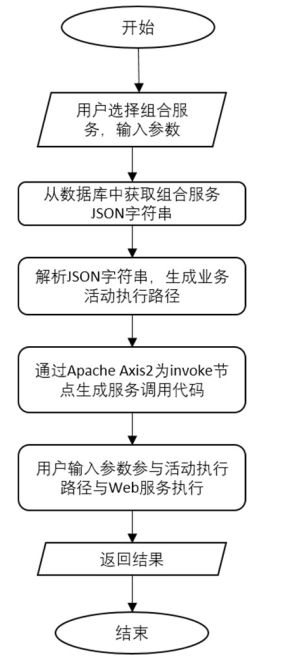 开始
用户选择组合服
务，输入参数
从数据库中获取组合服务
JSON字符串
解析JSON字符串，生成业务
活动执行路径
通过Apache Axis2为invoke节
点生成服务调用代码
用户输入参数参与活动执行
路径与Web服务执行
返回结果
结束